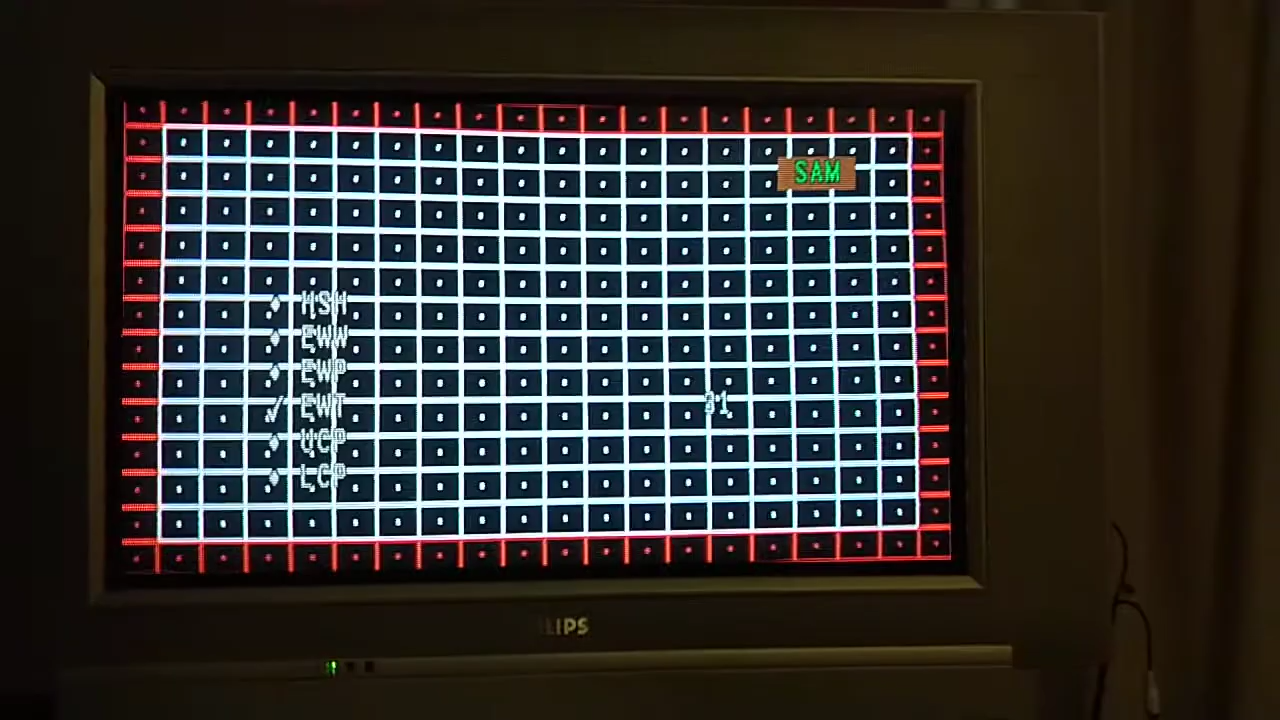 SAM
HSH
EWW
EWP
✓ EWT 31
UCP
LCP
LIPS